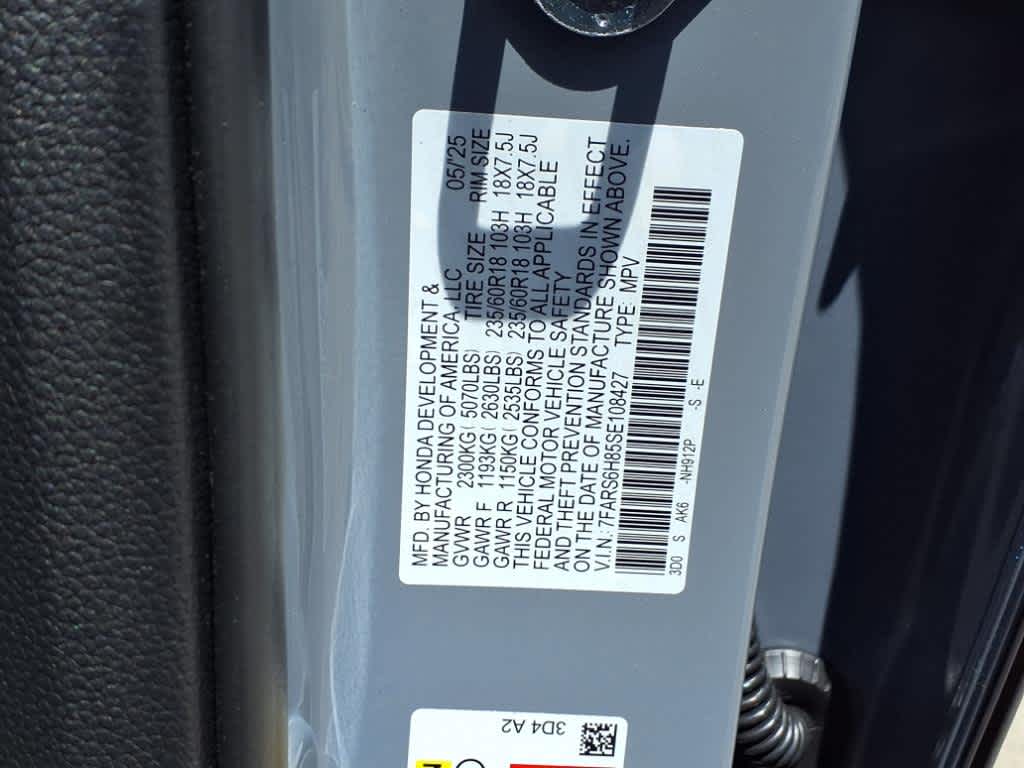 MFD. BY HONDA DEVELOPMENT &
MANUFACTURING OF AMERICA, LLC 05/'25
GVWR 2300KG( 5070LBS) TIRE SIZE RIM SIZE
GAWR F 1193KG( 2630LBS) 235/60R18 103H 18X7.5J
GAWR R 1150KG( 2535LBS) 235/60R18 103H 18X7.5J
THIS VEHICLE CONFORMS TO ALL APPLICABLE
FEDERAL MOTOR VEHICLE SAFETY
AND THEFT PREVENTION STANDARDS IN EFFECT
ON THE DATE OF MANUFACTURE SHOWN ABOVE.
V.I.N.: 7FARS6H85SE108427 TYPE: MPV
3D0 S AK6 -NH912P -S -E
3D4 A2